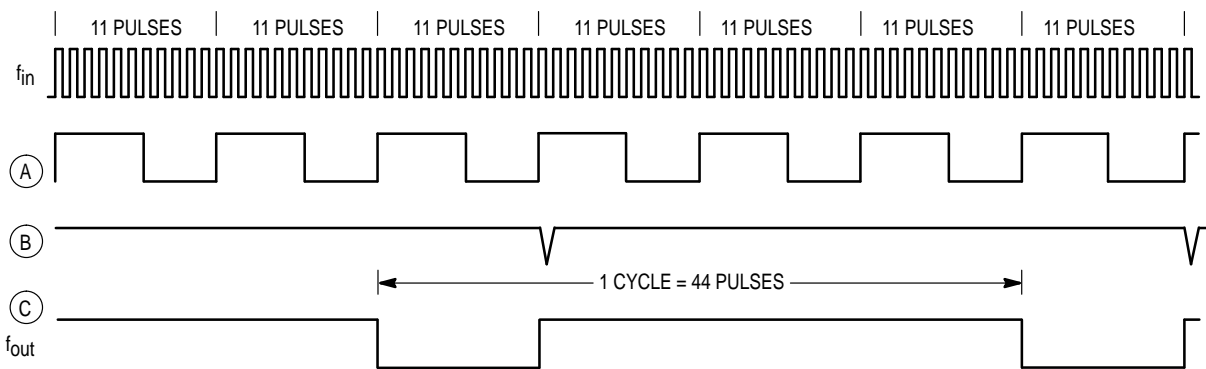 11 PULSES 11 PULSES 11 PULSES 11 PULSES 11 PULSES 11 PULSES 11 PULSES
fin
A
B
1 CYCLE = 44 PULSES
C
fout